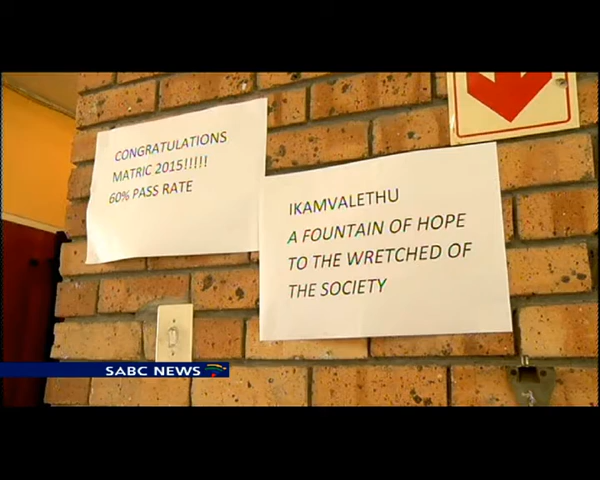 CONGRATULATIONS
MATRIC 2015!!!!!
60% PASS RATE
IKAMVALETHU
A FOUNTAIN OF HOPE
TO THE WRETCHED OF
THE SOCIETY
SABC NEWS